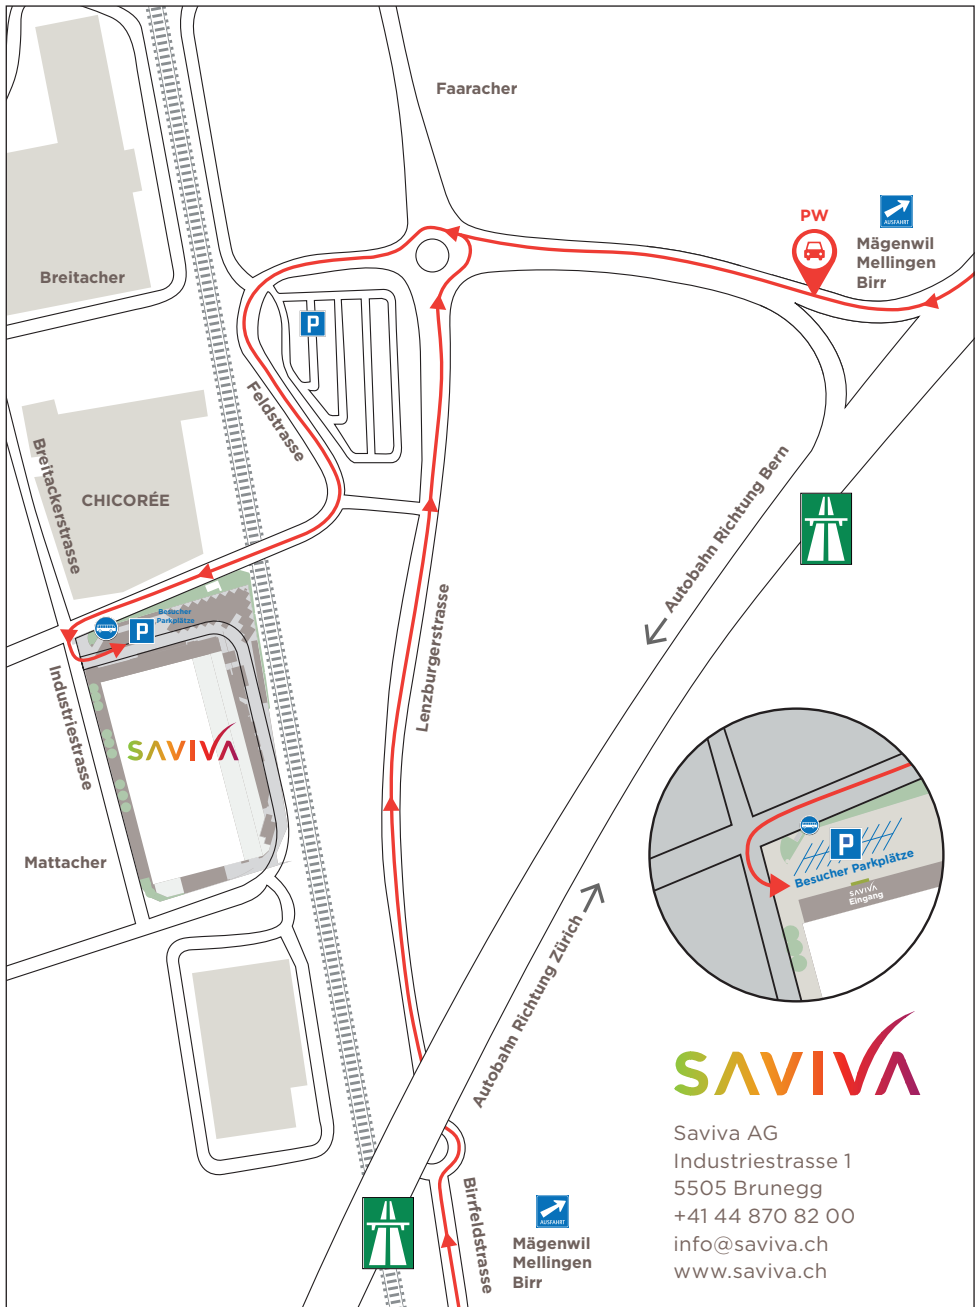 Faaracher
PW
AUSFAHRT
Mägenwil
Mellingen
Birr
Breitacher
P
Feldstrasse
Breitackerstrasse
CHICORÉE
Autobahn Richtung Bern
Besucher
Parkplätze
P
Lenzburgerstrasse
Industriestrasse
SAVIVA
Mattacher
P
Besucher Parkplätze
SAVIVA
Eingang
Autobahn Richtung Zürich
SAVIVA
Saviva AG
Industriestrasse 1
5505 Brunegg
+41 44 870 82 00
info@saviva.ch
www.saviva.ch
Birrfeldstrasse
AUSFAHRT
Mägenwil
Mellingen
Birr